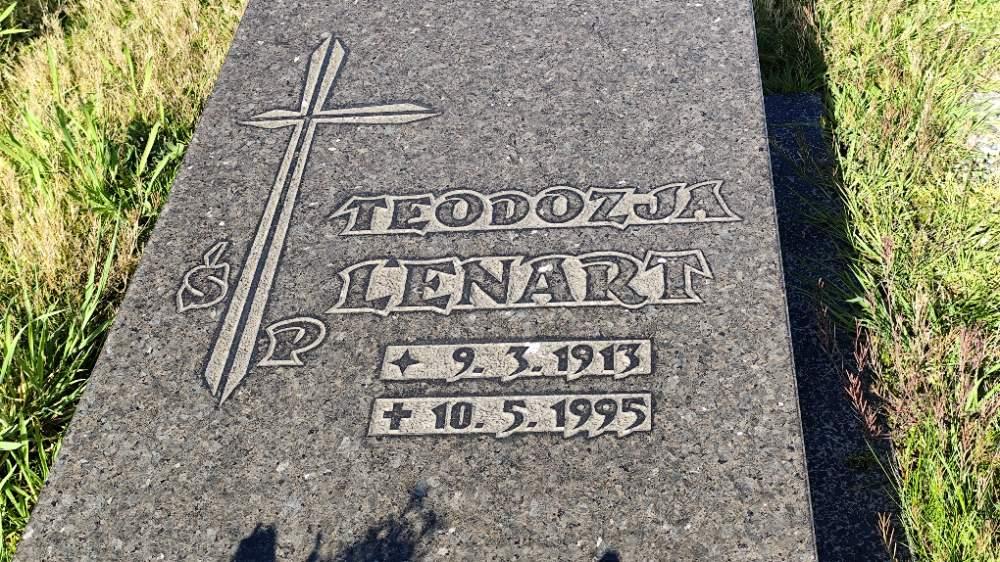 TEODOZJA
LENART
Ś P
9. 3. 1913
10. 5. 1995